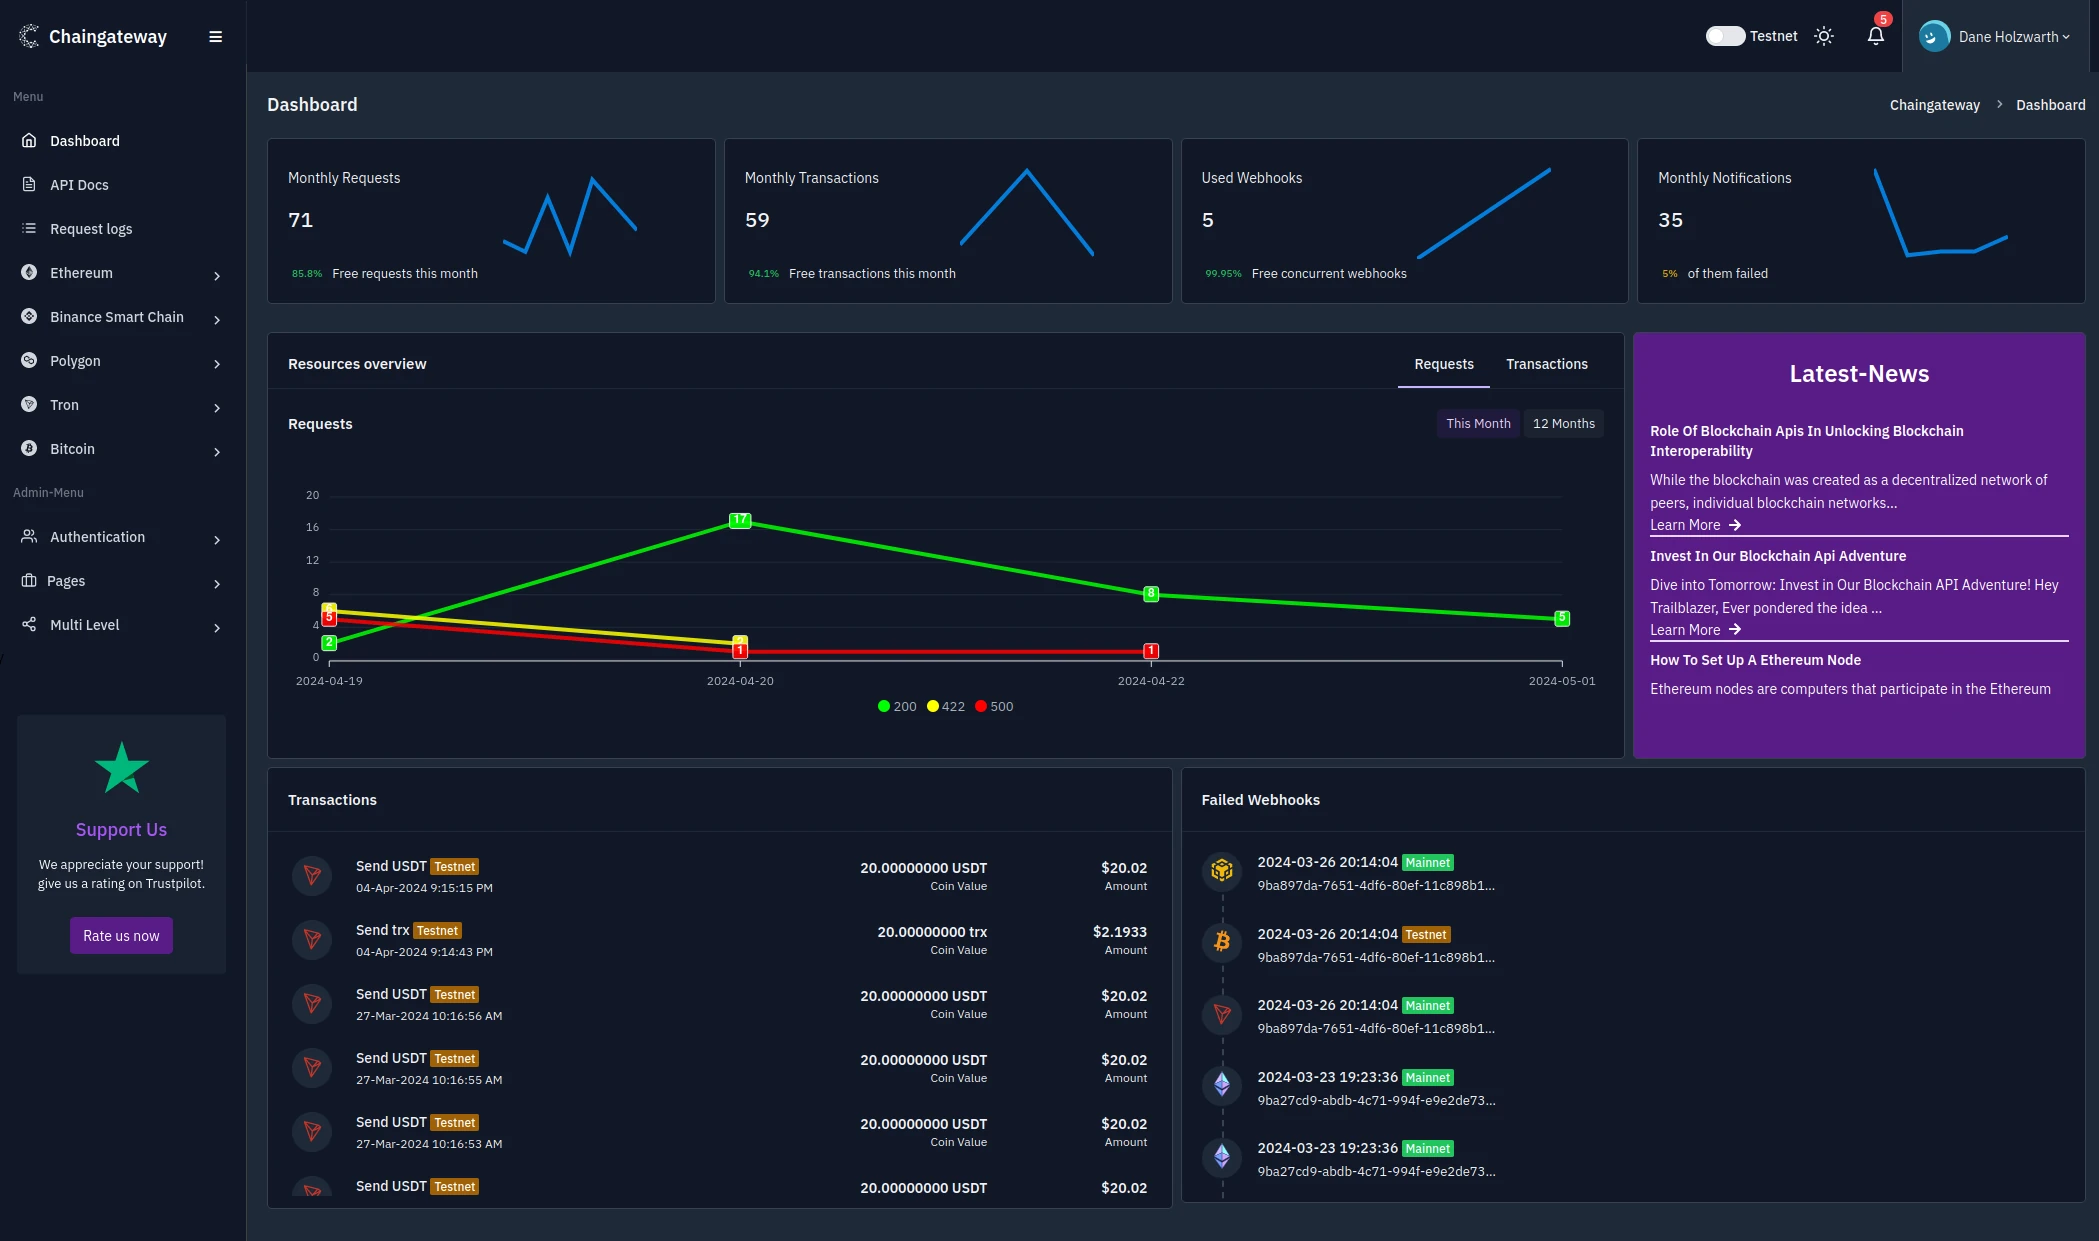 Chaingateway
Testnet
5
Dane Holzwarth
Menu
Dashboard
API Docs
Request logs
Ethereum
Binance Smart Chain
Polygon
Tron
Bitcoin
Admin-Menu
Authentication
Pages
Multi Level
Support Us
We appreciate your support!
give us a rating on Trustpilot.
Rate us now
Dashboard
Chaingateway > Dashboard
Monthly Requests
71
85.8% Free requests this month
Monthly Transactions
59
94.1% Free transactions this month
Used Webhooks
5
99.95% Free concurrent webhooks
Monthly Notifications
35
5% of them failed
Resources overview
Requests Transactions
Requests
This Month 12 Months
20
16
12
8
4
0
17
8
5
6
5
2
2
1
1
2024-04-19 2024-04-20 2024-04-22 2024-05-01
200 422 500
Latest-News
Role Of Blockchain Apis In Unlocking Blockchain
Interoperability
While the blockchain was created as a decentralized network of
peers, individual blockchain networks...
Learn More →
Invest In Our Blockchain Api Adventure
Dive into Tomorrow: Invest in Our Blockchain API Adventure! Hey
Trailblazer, Ever pondered the idea ...
Learn More →
How To Set Up A Ethereum Node
Ethereum nodes are computers that participate in the Ethereum
Transactions
Send USDT Testnet 20.00000000 USDT $20.02
04-Apr-2024 9:15:15 PM Coin Value Amount
Send trx Testnet 20.00000000 trx $2.1933
04-Apr-2024 9:14:43 PM Coin Value Amount
Send USDT Testnet 20.00000000 USDT $20.02
27-Mar-2024 10:16:56 AM Coin Value Amount
Send USDT Testnet 20.00000000 USDT $20.02
27-Mar-2024 10:16:55 AM Coin Value Amount
Send USDT Testnet 20.00000000 USDT $20.02
27-Mar-2024 10:16:53 AM Coin Value Amount
Send USDT Testnet 20.00000000 USDT $20.02
Failed Webhooks
2024-03-26 20:14:04 Mainnet
9ba897da-7651-4df6-80ef-11c898b1...
2024-03-26 20:14:04 Testnet
9ba897da-7651-4df6-80ef-11c898b1...
2024-03-26 20:14:04 Mainnet
9ba897da-7651-4df6-80ef-11c898b1...
2024-03-23 19:23:36 Mainnet
9ba27cd9-abdb-4c71-994f-e9e2de73...
2024-03-23 19:23:36 Mainnet
9ba27cd9-abdb-4c71-994f-e9e2de73...